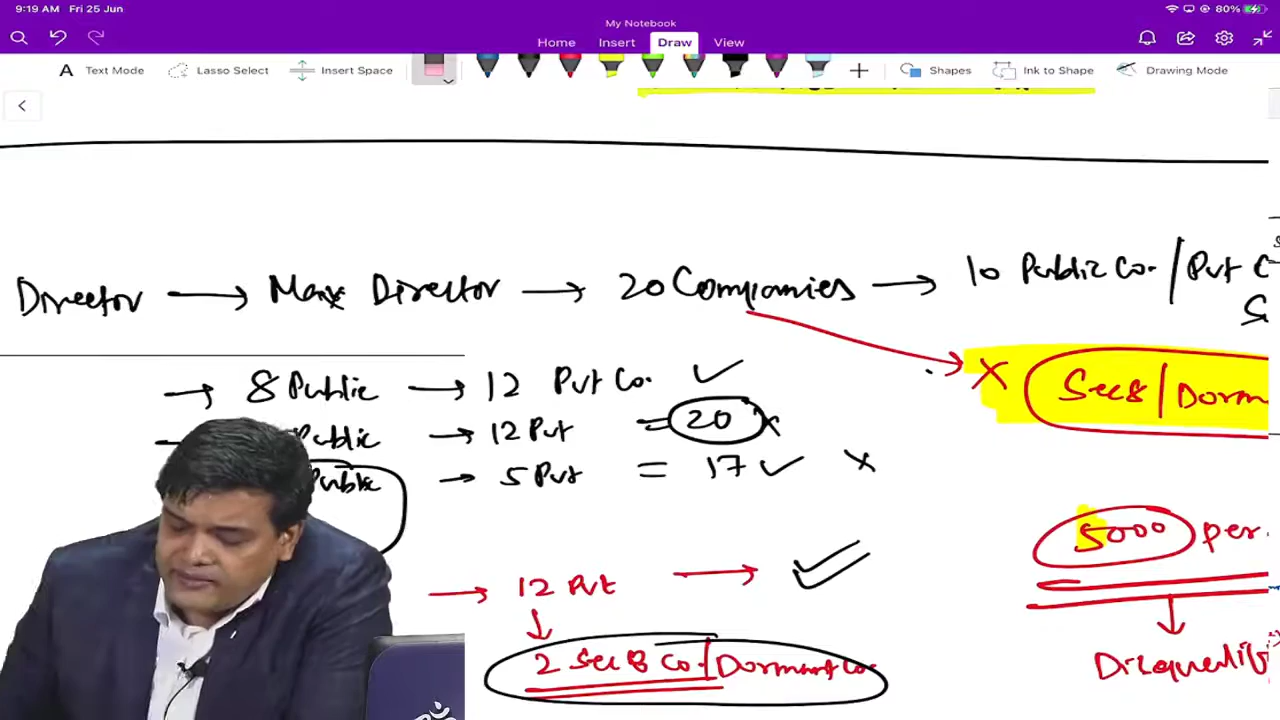 9:19 AM Fri 25 Jun
80%
My Notebook
Home Insert Draw View
Text Mode Lasso Select Insert Space Shapes Ink to Shape Drawing Mode
Director → Max Director → 20 Companies → 10 Public Co. / Pvt C
→ 8 Public → 12 Pvt Co. ✓
X Sec 8 / Dorm
Public → 12 Pvt = 20 x
Public → 5 Pvt = 17 ✓ x
5000 per.
→ 12 Pvt → ✓
2 Sec 8 Co. / Dormant Co.
Disqualif